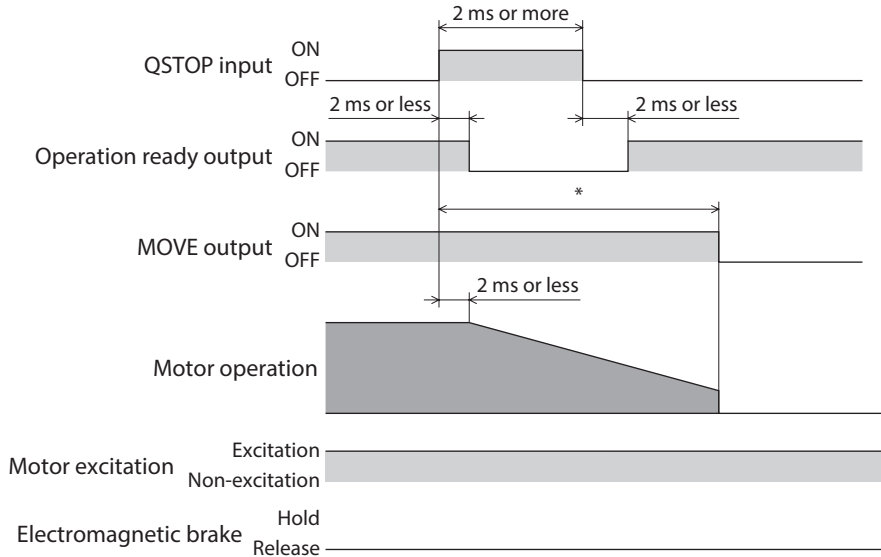 2 ms or more
QSTOP input
ON
OFF
2 ms or less
2 ms or less
Operation ready output
ON
OFF
*
MOVE output
ON
OFF
2 ms or less
Motor operation
Motor excitation
Excitation
Non-excitation
Electromagnetic brake
Hold
Release